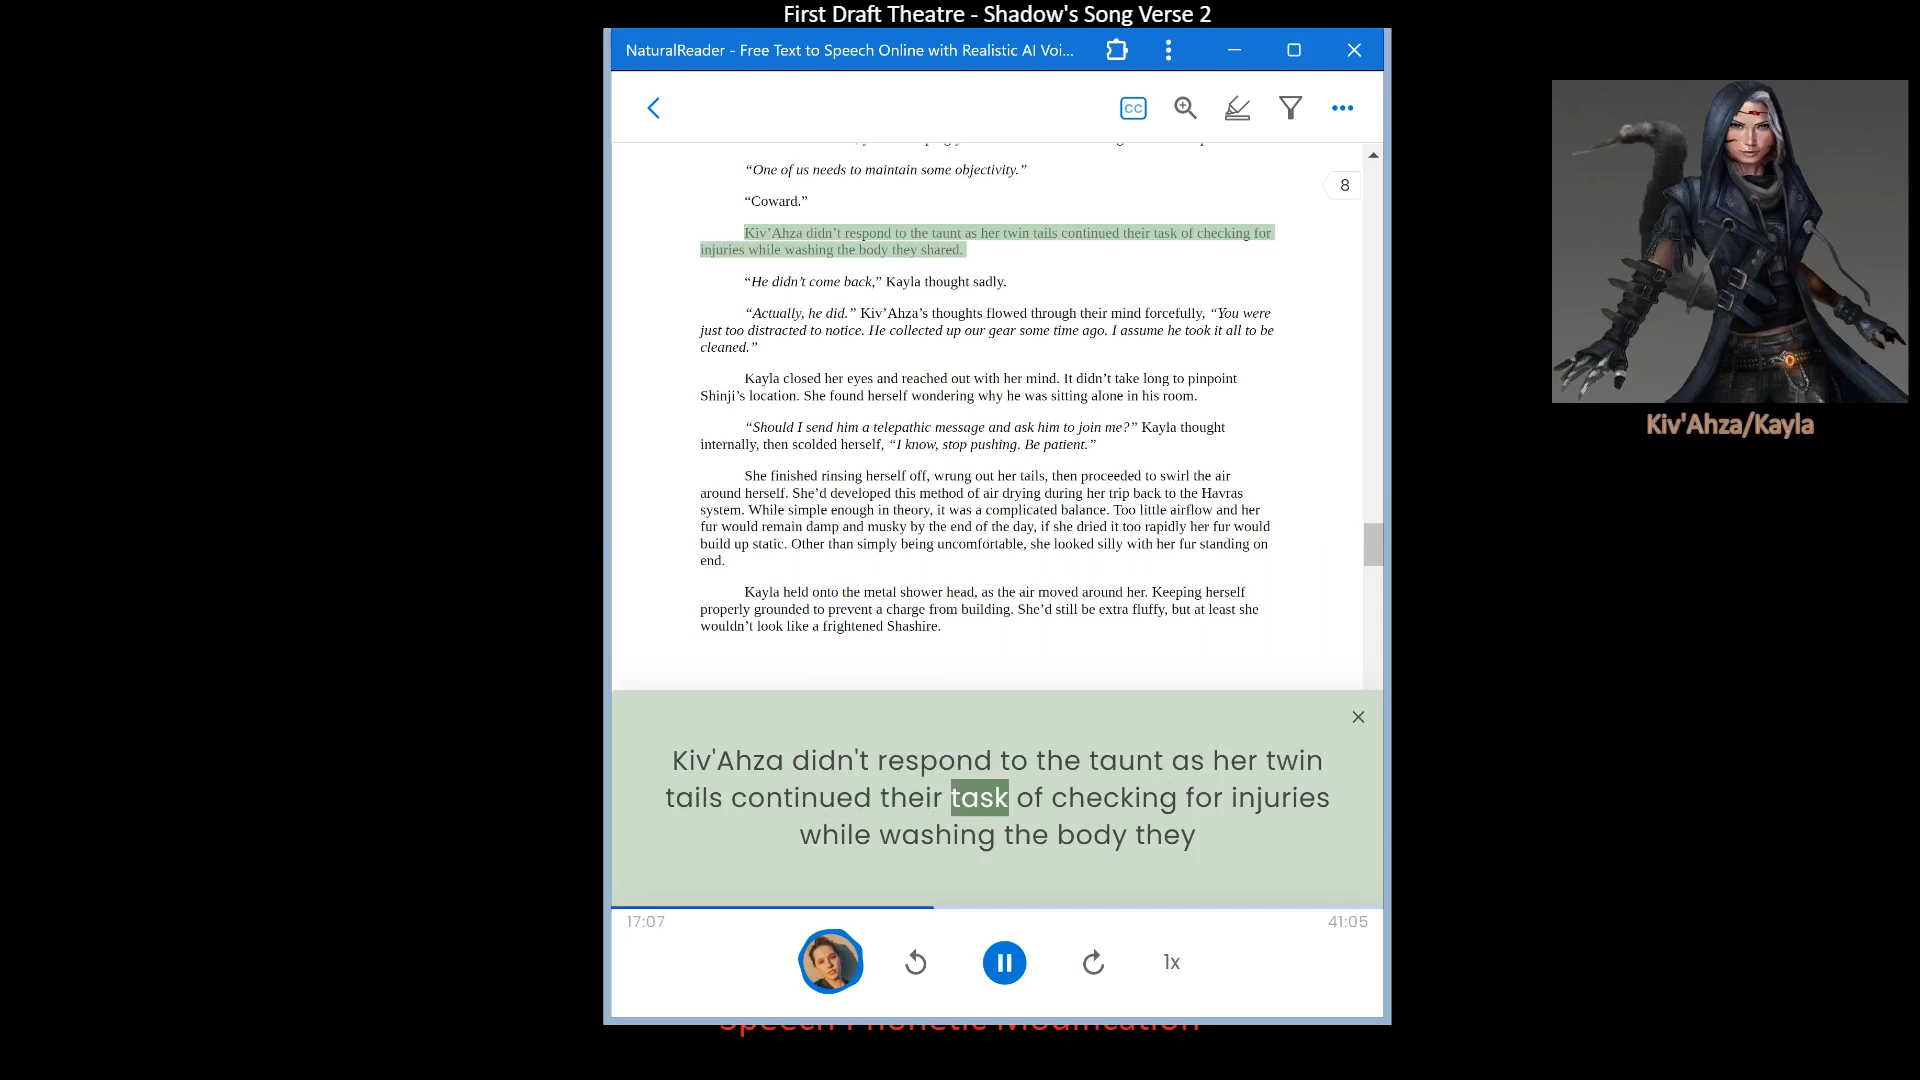 First Draft Theatre - Shadow's Song Verse 2
NaturalReader - Free Text to Speech Online with Realistic AI Voi...
CC
8
“One of us needs to maintain some objectivity.”
“Coward.”
Kiv’Ahza didn’t respond to the taunt as her twin tails continued their task of checking for
injuries while washing the body they shared.
“He didn’t come back,” Kayla thought sadly.
“Actually, he did.” Kiv’Ahza’s thoughts flowed through their mind forcefully, “You were
just too distracted to notice. He collected up our gear some time ago. I assume he took it all to be
cleaned.”
Kayla closed her eyes and reached out with her mind. It didn’t take long to pinpoint
Shinji’s location. She found herself wondering why he was sitting alone in his room.
“Should I send him a telepathic message and ask him to join me?” Kayla thought
internally, then scolded herself, “I know, stop pushing. Be patient.”
She finished rinsing herself off, wrung out her tails, then proceeded to swirl the air
around herself. She’d developed this method of air drying during her trip back to the Havras
system. While simple enough in theory, it was a complicated balance. Too little airflow and her
fur would remain damp and musky by the end of the day, if she dried it too rapidly her fur would
build up static. Other than simply being uncomfortable, she looked silly with her fur standing on
end.
Kayla held onto the metal shower head, as the air moved around her. Keeping herself
properly grounded to prevent a charge from building. She’d still be extra fluffy, but at least she
wouldn’t look like a frightened Shashire.
Kiv'Ahza didn't respond to the taunt as her twin
tails continued their task of checking for injuries
while washing the body they
17:07
41:05
1x
Speech Phonetic Modification
Kiv'Ahza/Kayla